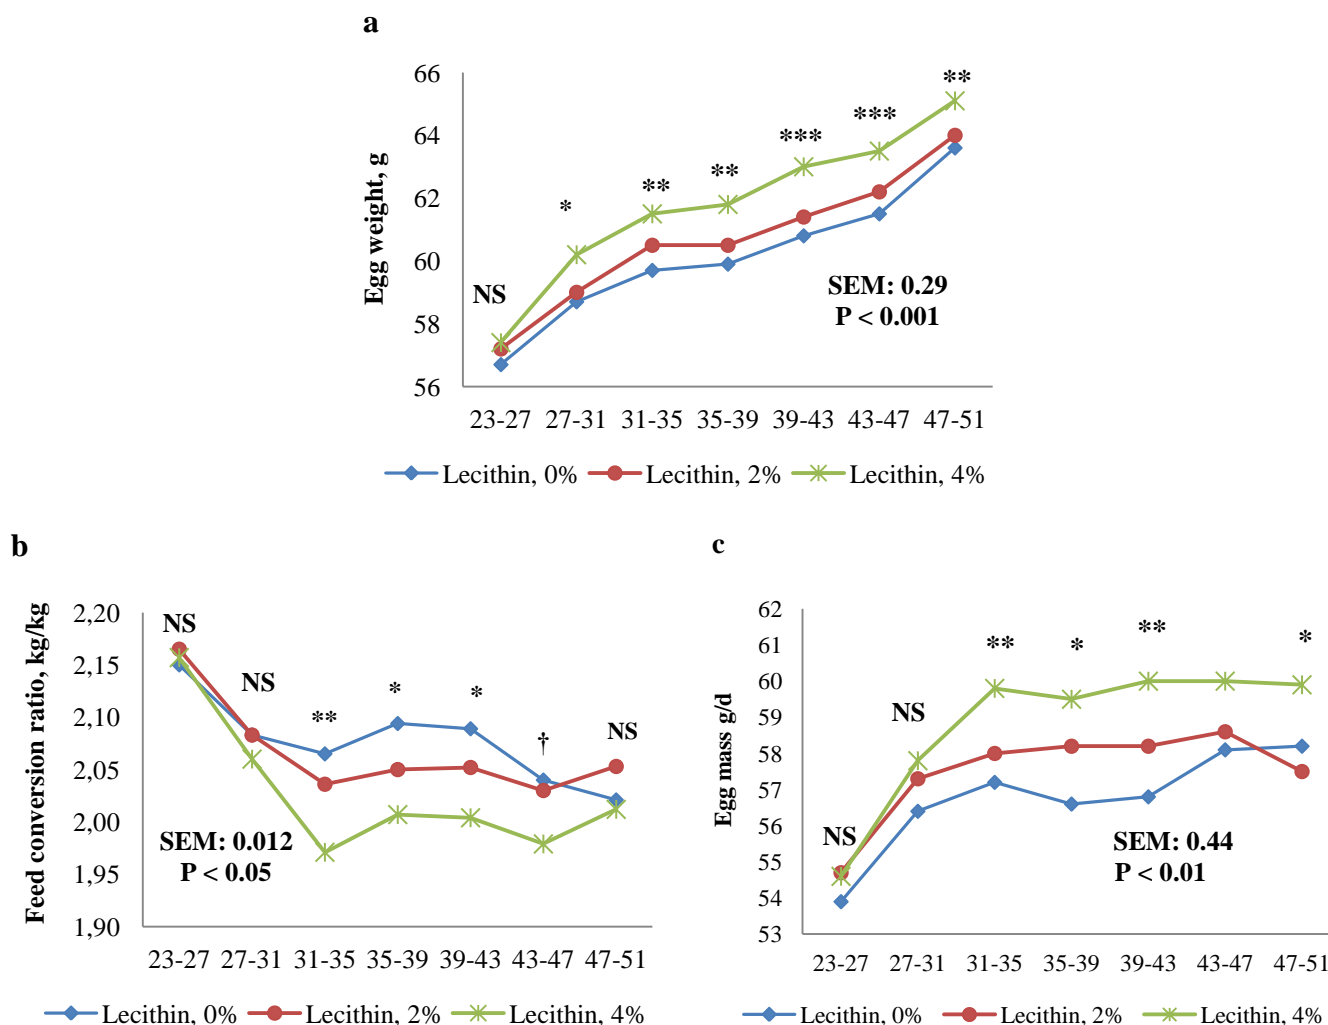 a
66
64
62
60
58
56
Egg weight, g
NS
*
**
**
***
***
**
SEM: 0.29
P < 0.001
23-27 27-31 31-35 35-39 39-43 43-47 47-51
Lecithin, 0% Lecithin, 2% Lecithin, 4%
b
2,20
2,15
2,10
2,05
2,00
1,95
1,90
Feed conversion ratio, kg/kg
NS
NS
**
*
*
†
NS
SEM: 0.012
P < 0.05
23-27 27-31 31-35 35-39 39-43 43-47 47-51
Lecithin, 0% Lecithin, 2% Lecithin, 4%
c
62
61
60
59
58
57
56
55
54
53
Egg mass g/d
NS
NS
**
*
**
*
SEM: 0.44
P < 0.01
23-27 27-31 31-35 35-39 39-43 43-47 47-51
Lecithin, 0% Lecithin, 2% Lecithin, 4%